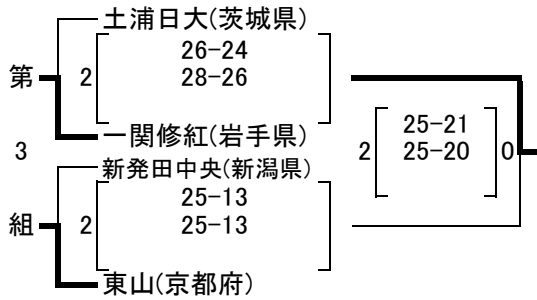 土浦日大(茨城県)
26-24
第 2 28-26
25-21
一関修紅(岩手県)
3 2 25-20 0
新発田中央(新潟県)
25-13
組 2 25-13
東山(京都府)